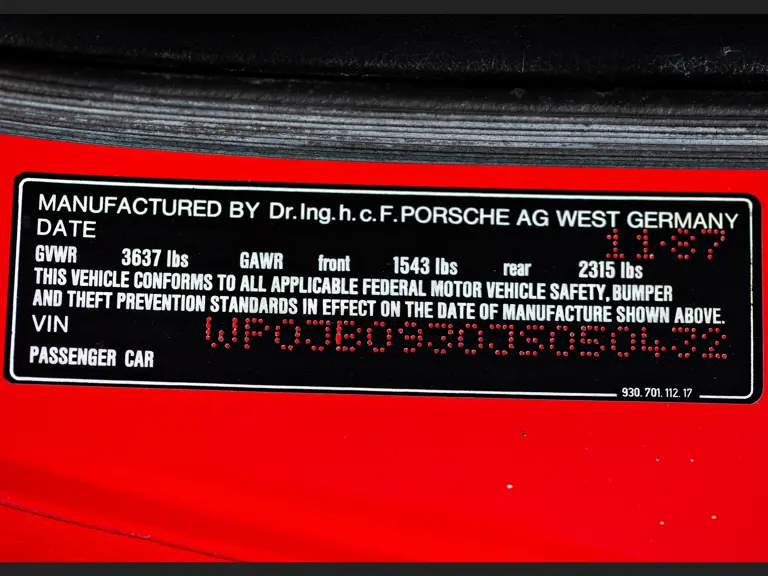 MANUFACTURED BY Dr.Ing.h.c.F.PORSCHE AG WEST GERMANY
DATE 11·87
GVWR 3637 lbs GAWR front 1543 lbs rear 2315 lbs
THIS VEHICLE CONFORMS TO ALL APPLICABLE FEDERAL MOTOR VEHICLE SAFETY, BUMPER
AND THEFT PREVENTION STANDARDS IN EFFECT ON THE DATE OF MANUFACTURE SHOWN ABOVE.
VIN WP0JB0930JS050432
PASSENGER CAR
930.701.112.17